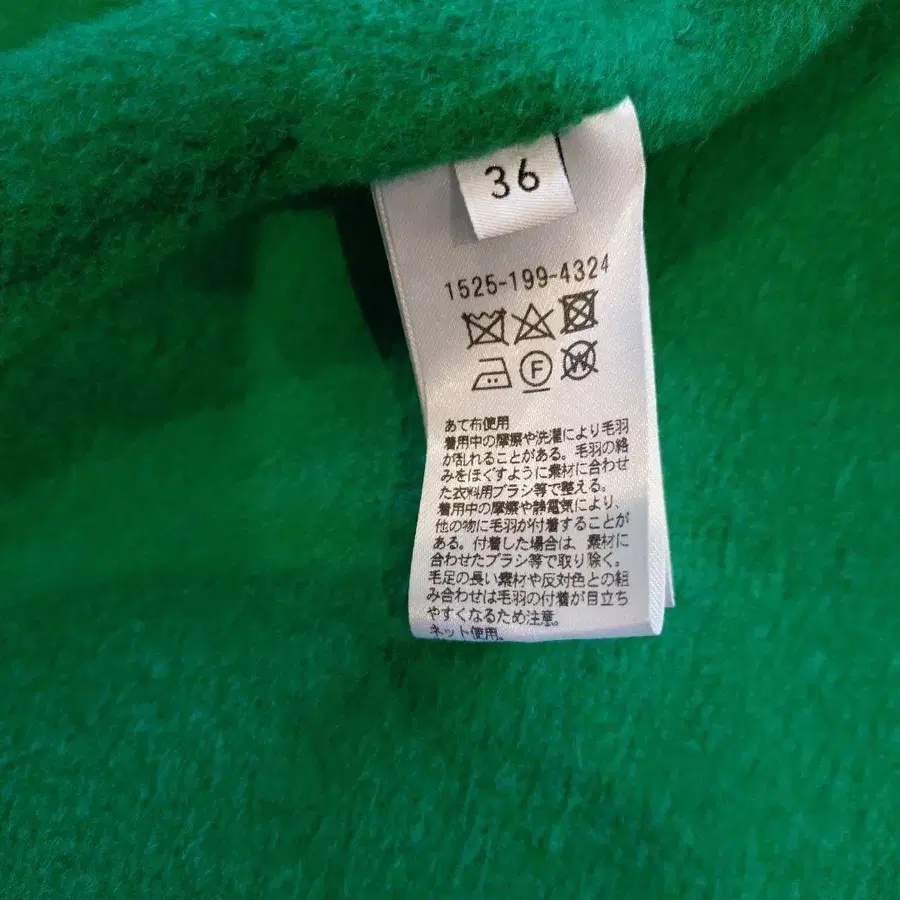 36
1525-199-4324
F
W
あて布使用
着用中の摩擦や洗濯により毛羽
が乱れることがある。毛羽の絡
みをほぐすように素材に合わせ
た衣料用ブラシ等で整える。
着用中の摩擦や静電気により、
他の物に毛羽が付着することが
ある。付着した場合は、素材に
合わせたブラシ等で取り除く。
毛足の長い素材や反対色との組
み合わせは毛羽の付着が目立ち
やすくなるため注意。
ネット使用。